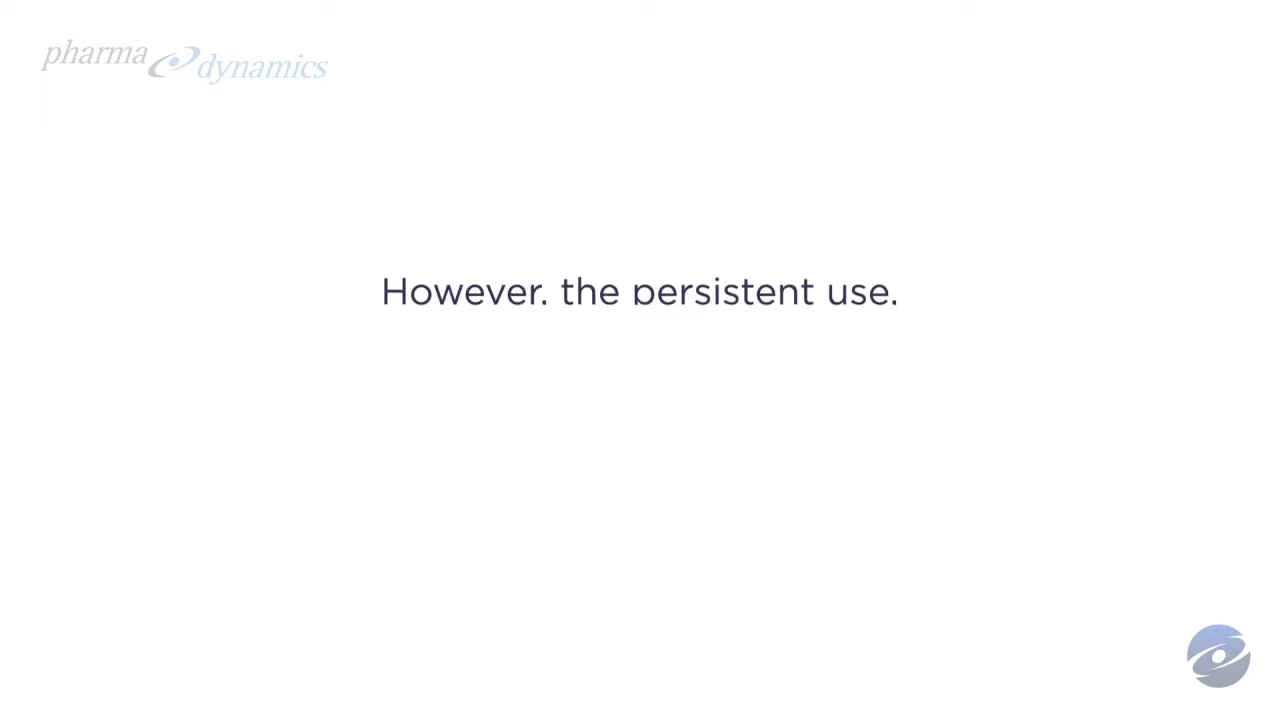 pharma dynamics
However, the persistent use,